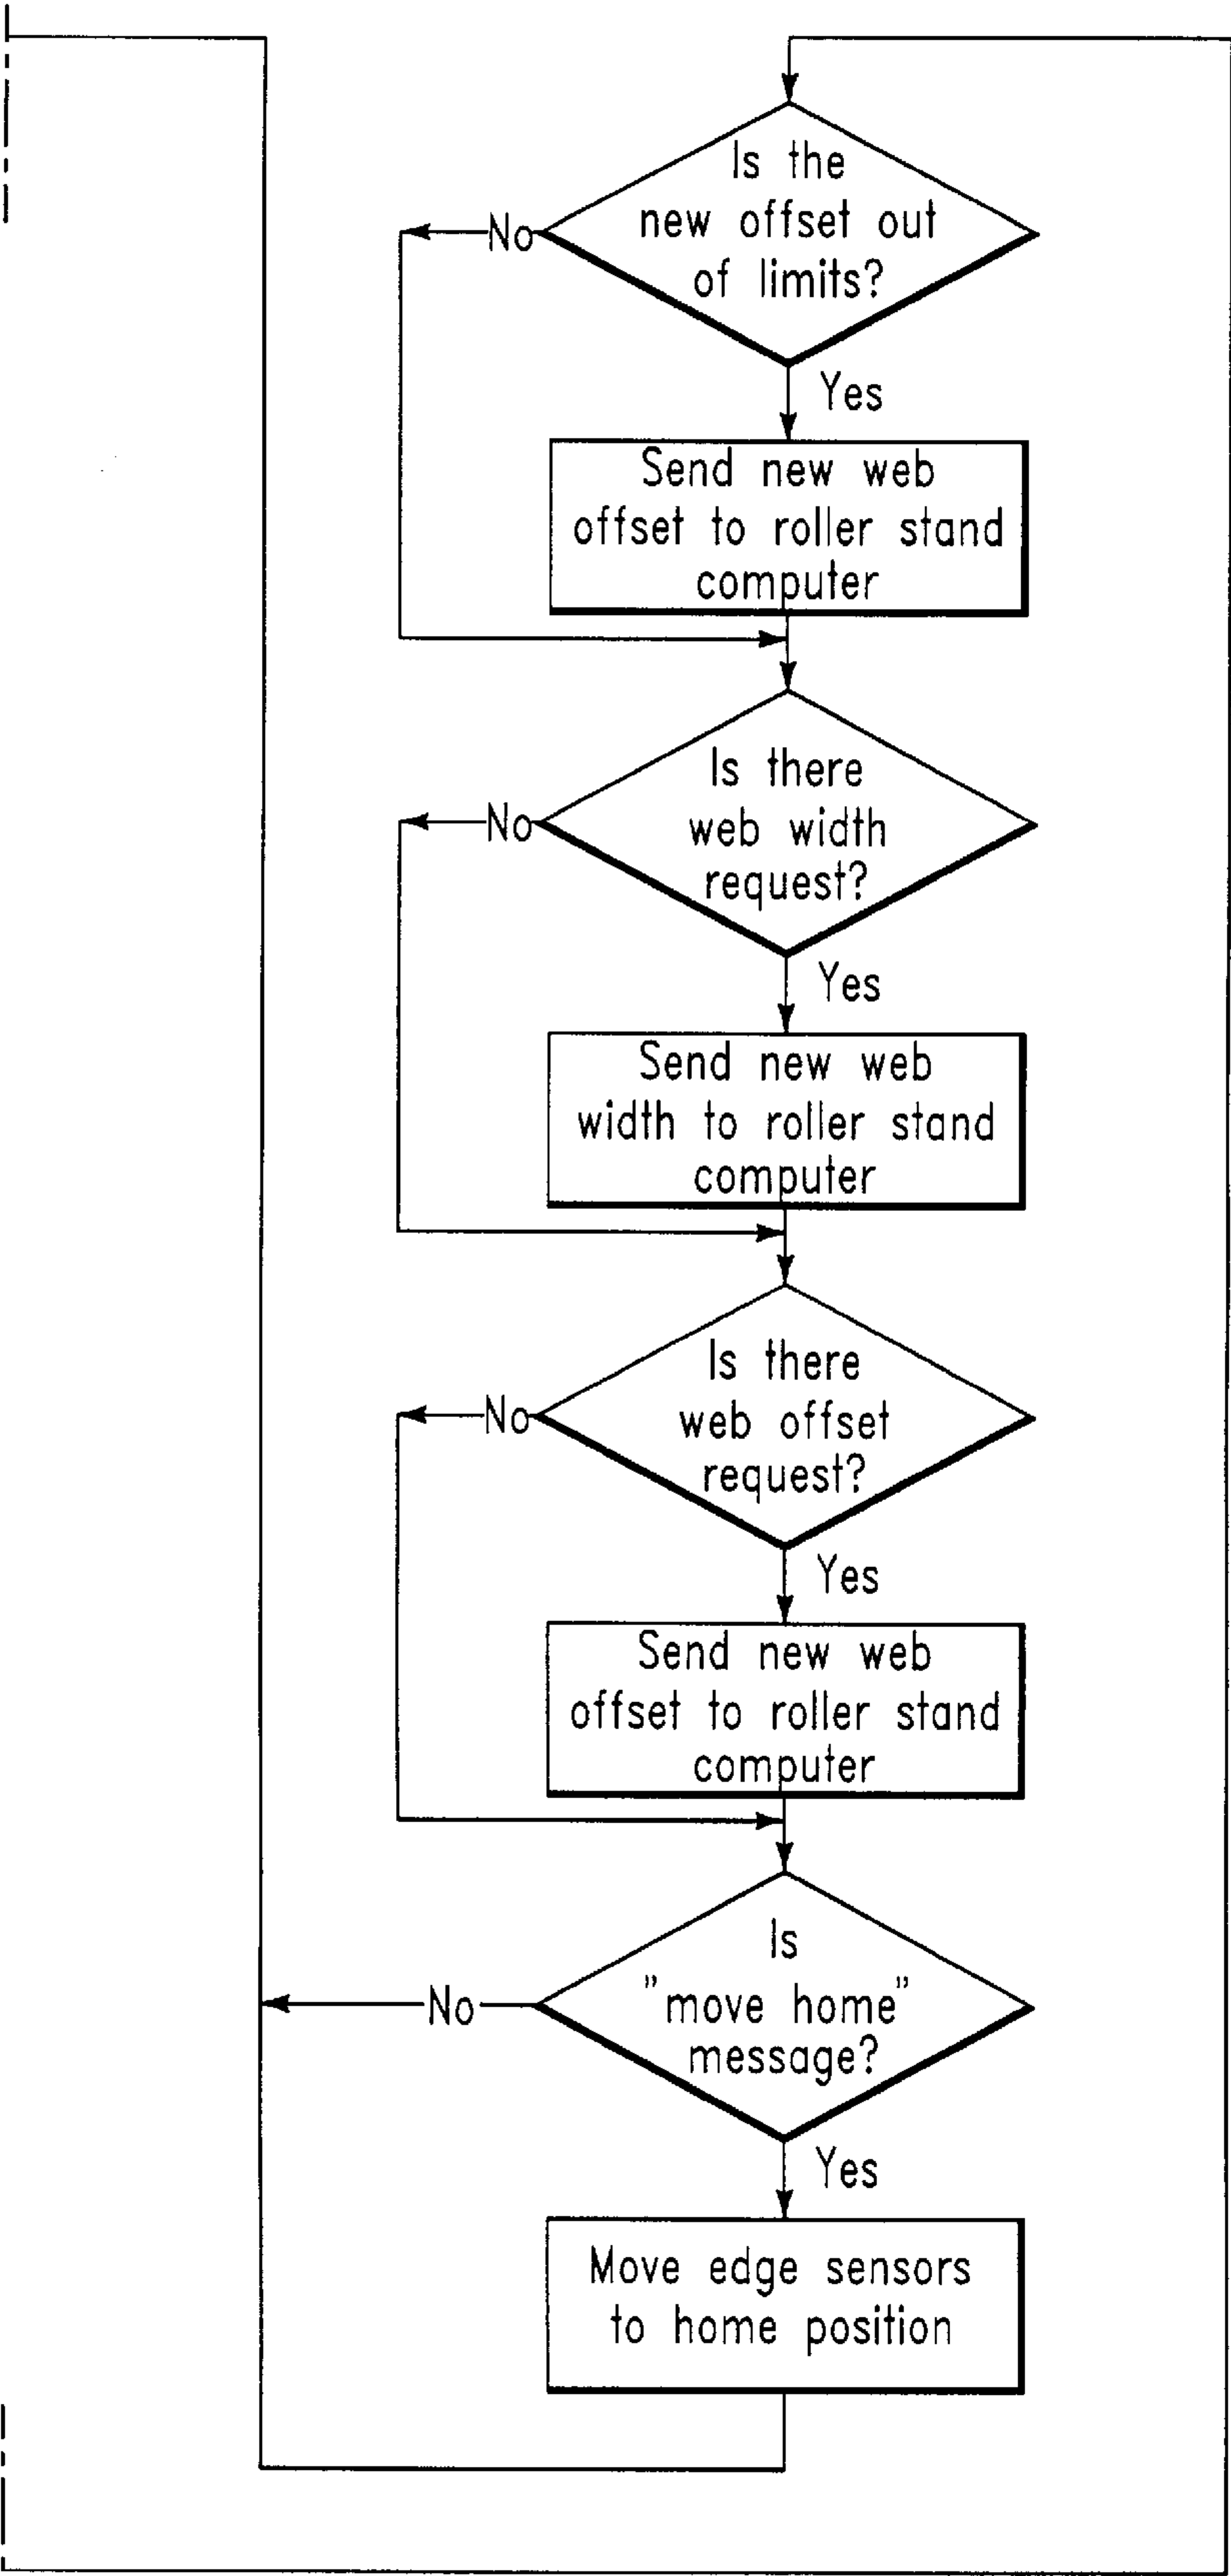 Is the
new offset out
of limits?
No
Yes
Send new web
offset to roller stand
computer
Is there
web width
request?
No
Yes
Send new web
width to roller stand
computer
Is there
web offset
request?
No
Yes
Send new web
offset to roller stand
computer
Is
"move home"
message?
No
Yes
Move edge sensors
to home position